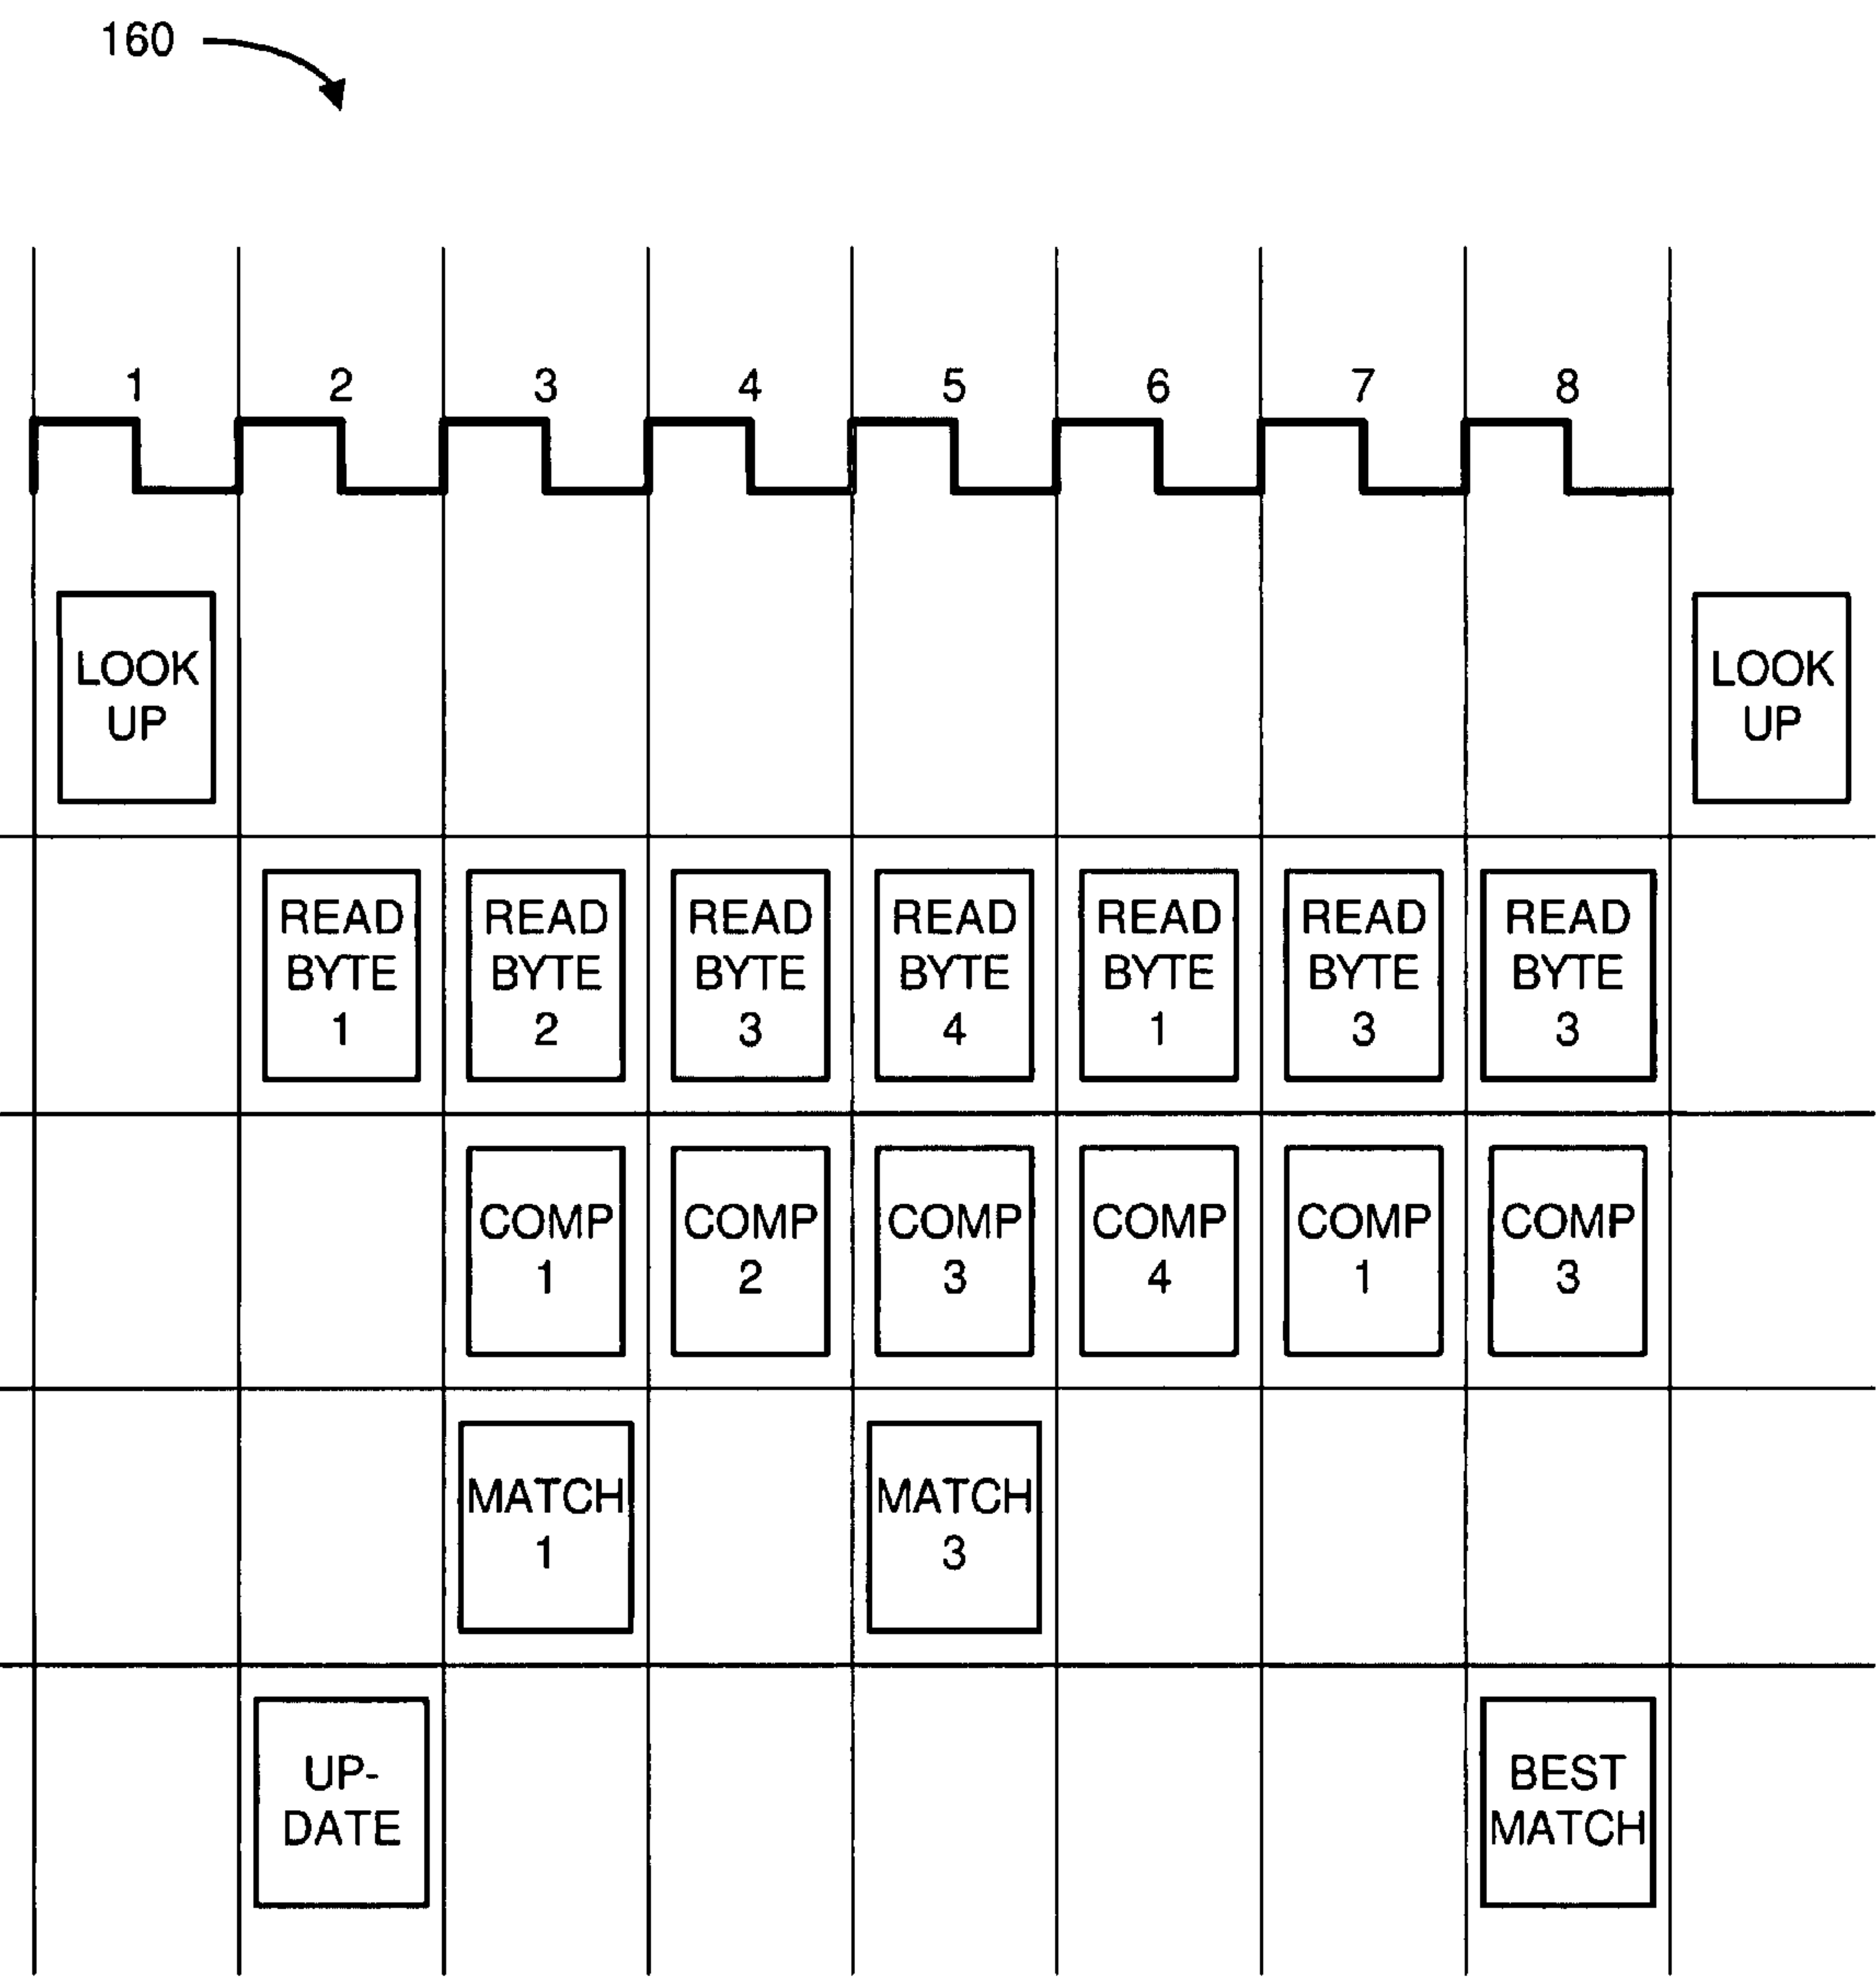 160
1 2 3 4 5 6 7 8
LOOK
UP
LOOK
UP
READ
BYTE
1
READ
BYTE
2
READ
BYTE
3
READ
BYTE
4
READ
BYTE
1
READ
BYTE
3
READ
BYTE
3
COMP
1
COMP
2
COMP
3
COMP
4
COMP
1
COMP
3
MATCH
1
MATCH
3
UP-
DATE
BEST
MATCH